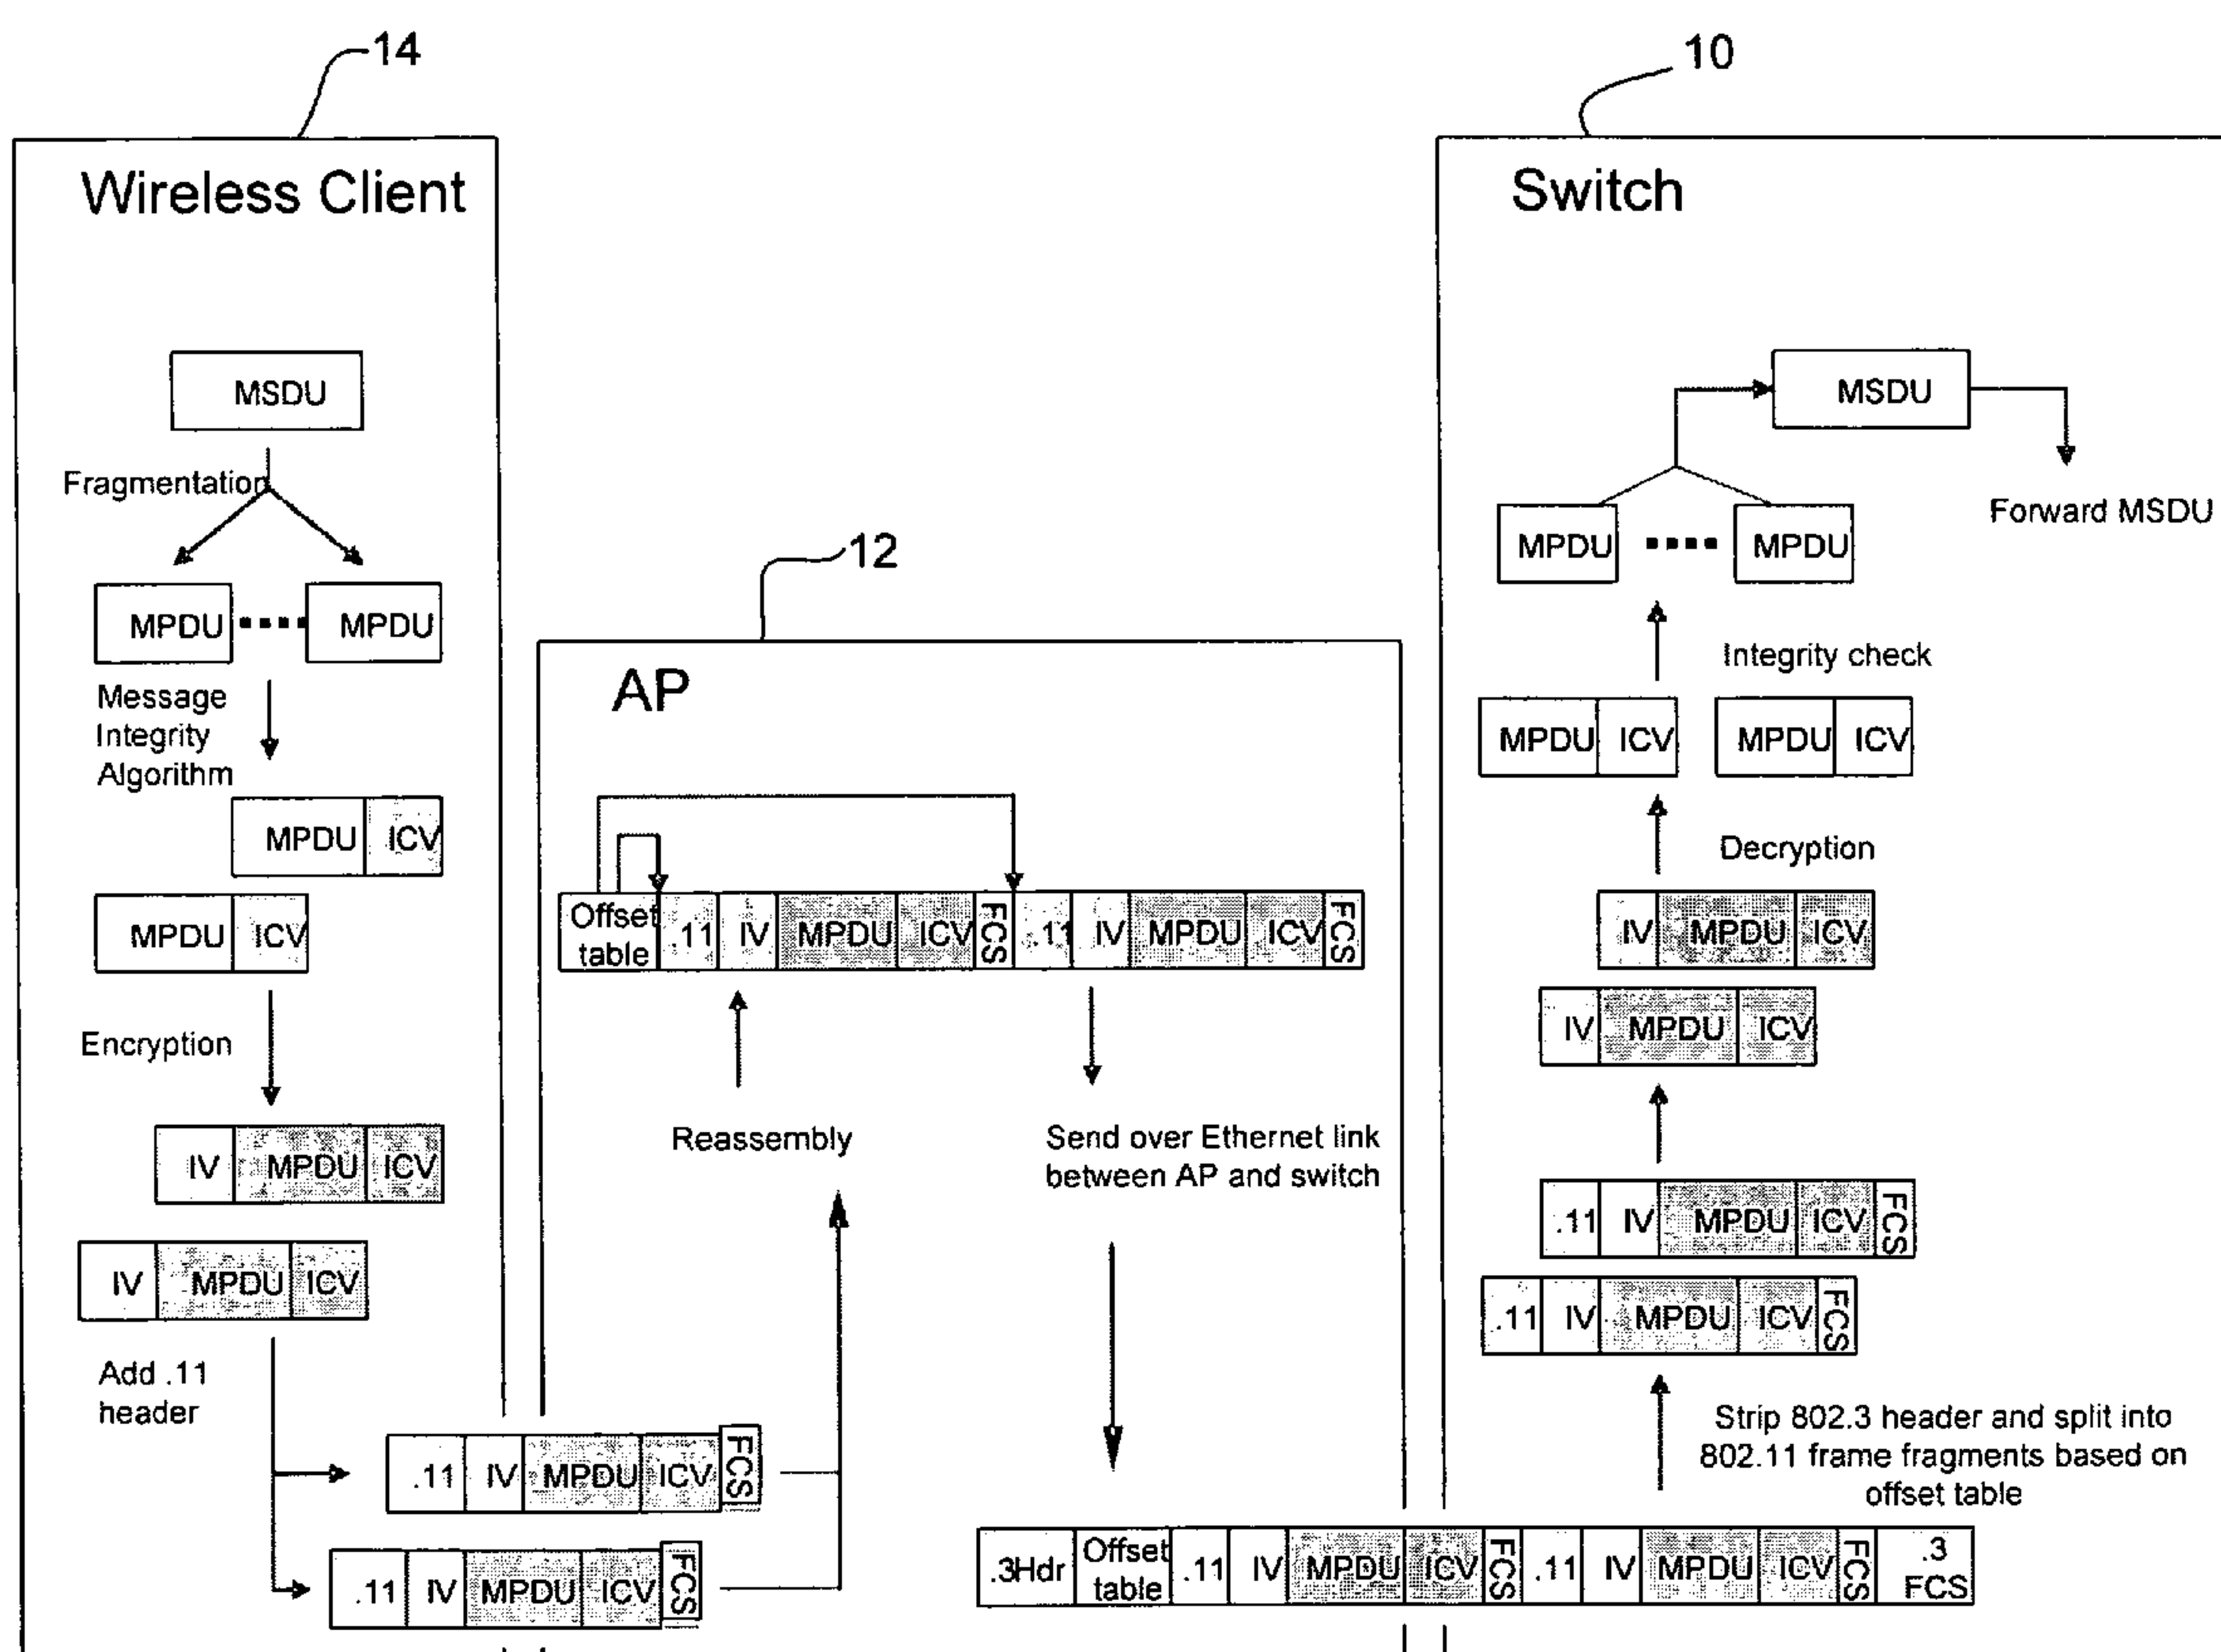 14
Wireless Client
MSDU
Fragmentation
MPDU MPDU
Message
Integrity
Algorithm
MPDU ICV
MPDU ICV
Encryption
IV MPDU ICV
IV MPDU ICV
Add .11
header
.11 IV MPDU ICV FCS
.11 IV MPDU ICV FCS
12
AP
Offset
table
.11 IV MPDU ICV FCS .11 IV MPDU ICV FCS
Reassembly
Send over Ethernet link
between AP and switch
.3Hdr
Offset
table
.11 IV MPDU ICV FCS .11 IV MPDU ICV FCS
.3
FCS
10
Switch
MSDU
Forward MSDU
MPDU MPDU
Integrity check
MPDU ICV MPDU ICV
Decryption
IV MPDU ICV
IV MPDU ICV
.11 IV MPDU ICV FCS
.11 IV MPDU ICV FCS
Strip 802.3 header and split into
802.11 frame fragments based on
offset table